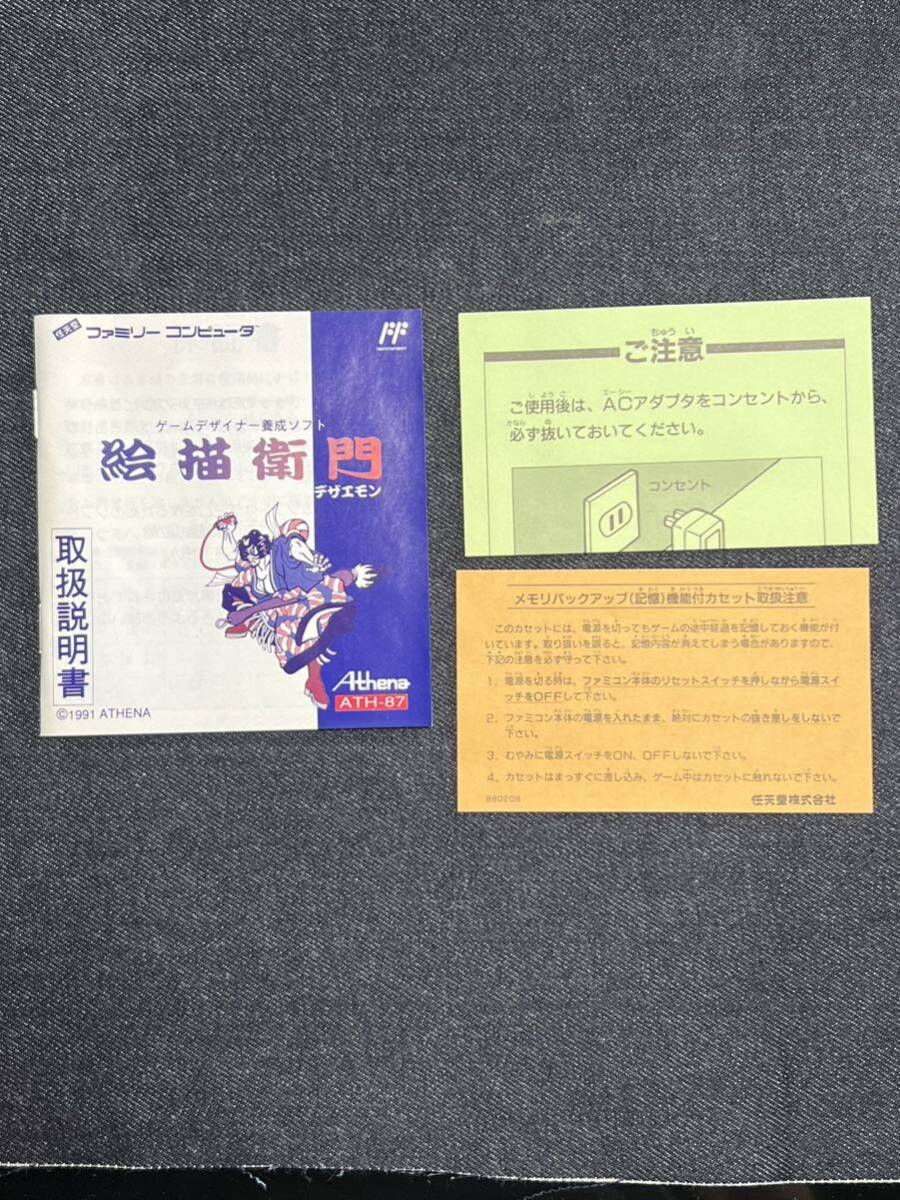 任天堂 ファミリー コンピュータ™
ゲームデザイナー養成ソフト
絵描衛門
デザエモン
取扱説明書
©1991 ATHENA
Athena
ATH-87
ご注意
ちゅう い
ご使用後は、ACアダプタをコンセントから、
必ず抜いておいてください。
コンセント
メモリバックアップ(記憶)機能付カセット取扱注意
このカセットには、電源を切ってもゲームの途中経過を記憶しておく機能が付
いています。取り扱いを誤ると、記憶内容が消えてしまう場合がありますので、
下記の注意を必ず守って下さい。
1. 電源を切る時は、ファミコン本体のリセットスイッチを押しながら電源スイ
ッチをOFFして下さい。
2. ファミコン本体の電源を入れたまま、絶対にカセットの抜き差しをしないで
下さい。
3. むやみに電源スイッチをON、OFFしないで下さい。
4. カセットはまっすぐに差し込み、ゲーム中はカセットに触れないで下さい。
880209
任天堂株式会社